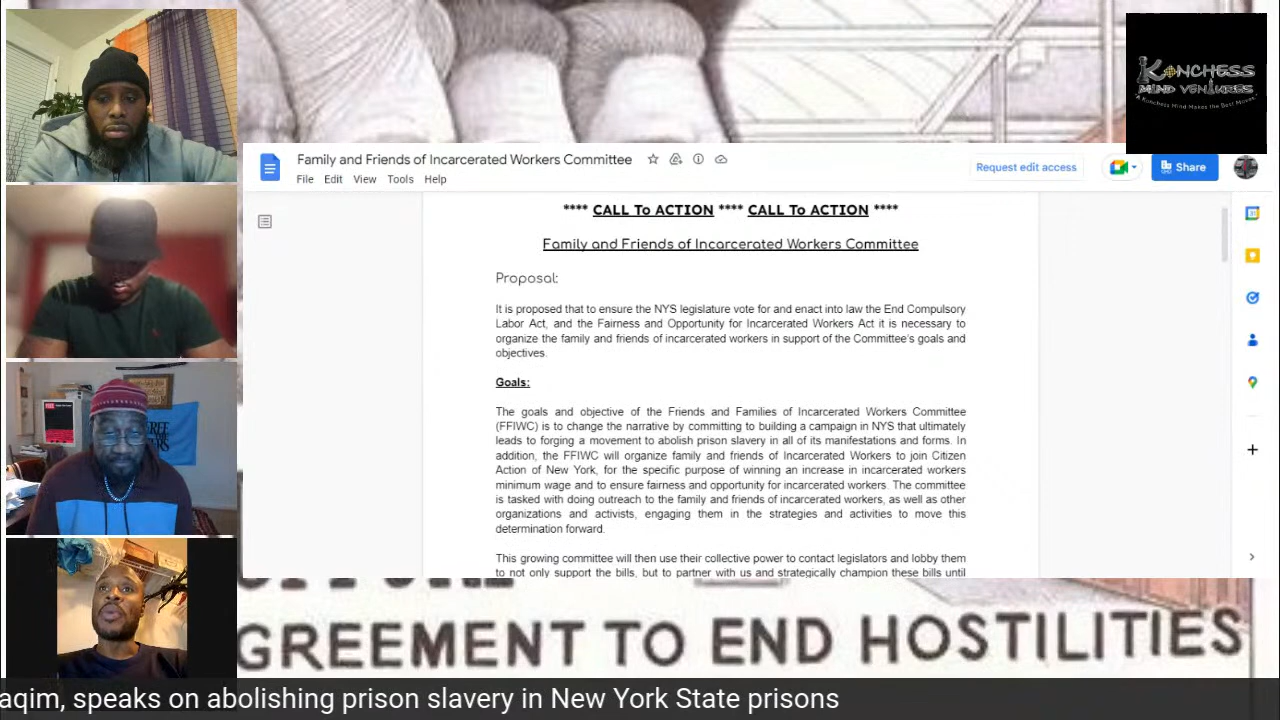 KONCHESS
MIND VENTURES
"A Konchess Mind Makes the Best Moves."
Family and Friends of Incarcerated Workers Committee
File Edit View Tools Help
Request edit access
Share
**** CALL To ACTION **** CALL To ACTION ****
Family and Friends of Incarcerated Workers Committee
Proposal:
It is proposed that to ensure the NYS legislature vote for and enact into law the End Compulsory
Labor Act, and the Fairness and Opportunity for Incarcerated Workers Act it is necessary to
organize the family and friends of incarcerated workers in support of the Committee's goals and
objectives.
Goals:
The goals and objective of the Friends and Families of Incarcerated Workers Committee
(FFIWC) is to change the narrative by committing to building a campaign in NYS that ultimately
leads to forging a movement to abolish prison slavery in all of its manifestations and forms. In
addition, the FFIWC will organize family and friends of Incarcerated Workers to join Citizen
Action of New York, for the specific purpose of winning an increase in incarcerated workers
minimum wage and to ensure fairness and opportunity for incarcerated workers. The committee
is tasked with doing outreach to the family and friends of incarcerated workers, as well as other
organizations and activists, engaging them in the strategies and activities to move this
determination forward.
This growing committee will then use their collective power to contact legislators and lobby them
to not only support the bills, but to partner with us and strategically champion these bills until
GREEMENT TO END HOSTILITIES
aqim, speaks on abolishing prison slavery in New York State prisons